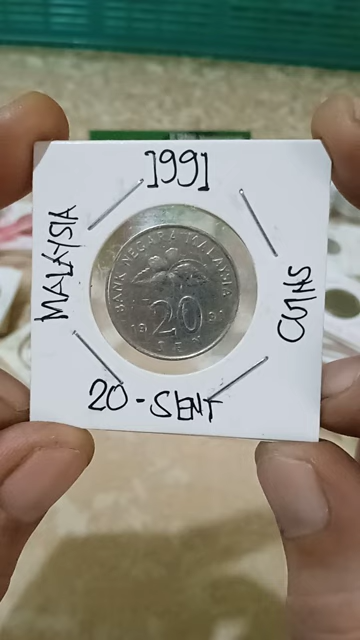 1991
MALAYSIA
COINS
20-SENT
BANK NEGARA MALAYSIA
20
19 91
SEN